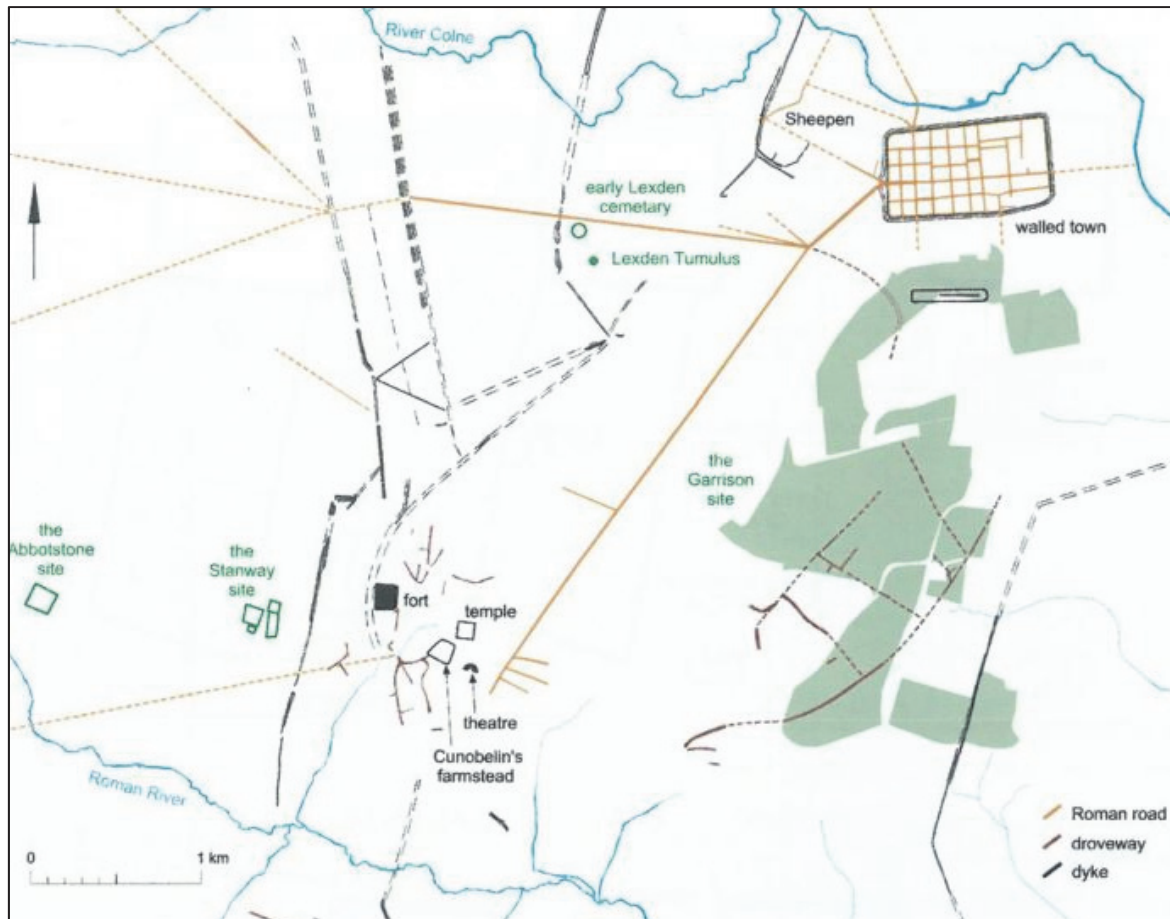 River Colne
Sheepen
early Lexden
cemetary
walled town
Lexden Tumulus
the
Garrison
site
the
Abbotstone
site
the
Stanway
site
fort
temple
theatre
Cunobelin's
farmstead
Roman River
Roman road
droveway
dyke
0 1 km